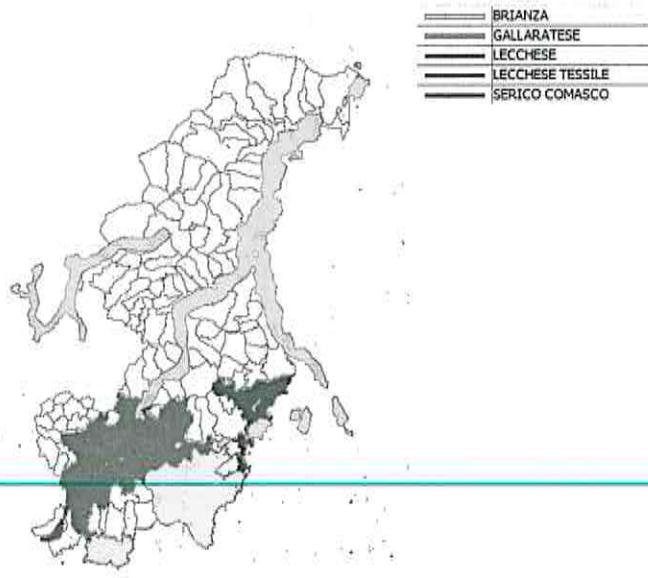 BRIANZA
GALLARATESE
LECCHESE
LECCHESE TESSILE
SERICO COMASCO